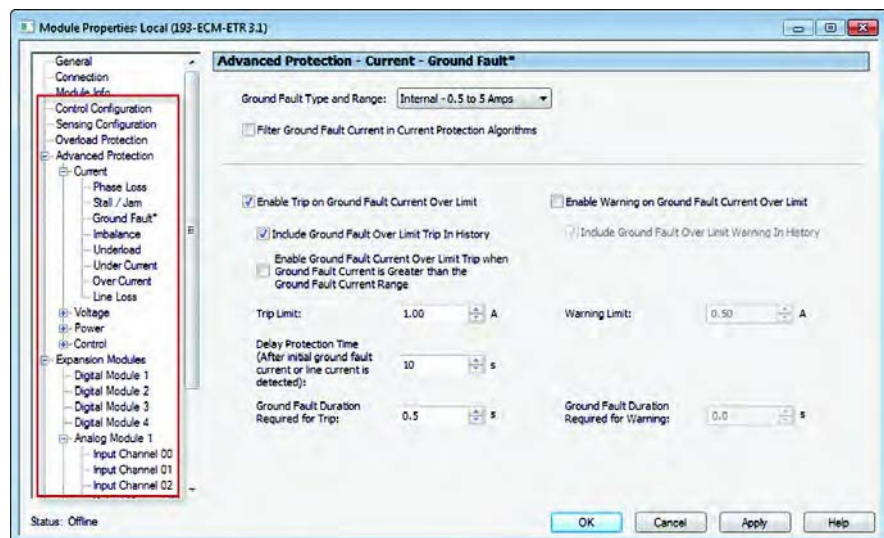 Module Properties: Local (193-ECM-ETR 3.1)
General
Connection
Module Info
Control Configuration
Sensing Configuration
Overload Protection
Advanced Protection
Current
Phase Loss
Stall / Jam
Ground Fault*
Imbalance
Underload
Under Current
Over Current
Line Loss
Voltage
Power
Control
Expansion Modules
Digital Module 1
Digital Module 2
Digital Module 3
Digital Module 4
Analog Module 1
Input Channel 00
Input Channel 01
Input Channel 02
Advanced Protection - Current - Ground Fault*
Ground Fault Type and Range: Internal - 0.5 to 5 Amps
Filter Ground Fault Current in Current Protection Algorithms
Enable Trip on Ground Fault Current Over Limit
Enable Warning on Ground Fault Current Over Limit
Include Ground Fault Over Limit Trip In History
Include Ground Fault Over Limit Warning In History
Enable Ground Fault Current Over Limit Trip when
Ground Fault Current is Greater than the
Ground Fault Current Range
Trip Limit: 1.00 A
Warning Limit: 0.50 A
Delay Protection Time
(After initial ground fault
current or line current is
detected): 10 s
Ground Fault Duration
Required for Trip: 0.5 s
Ground Fault Duration
Required for Warning: 0.0 s
Status: Offline
OK
Cancel
Apply
Help